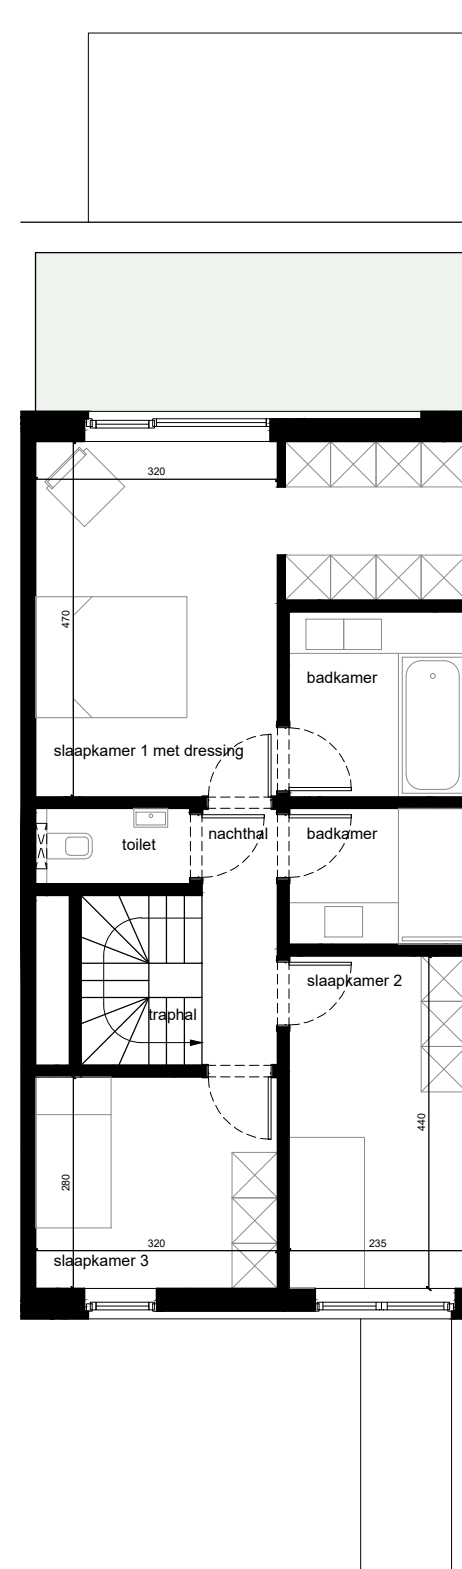 320
470
badkamer
slaapkamer 1 met dressing
nachthal
badkamer
toilet
slaapkamer 2
traphal
440
280
320
235
slaapkamer 3